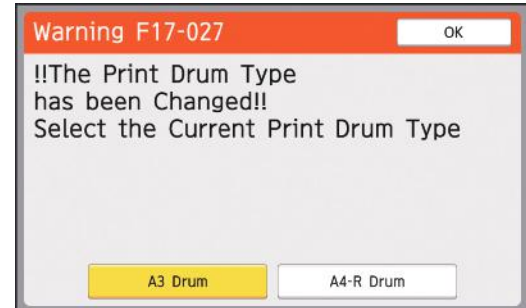 Warning F17-027
OK
!!The Print Drum Type
has been Changed!!
Select the Current Print Drum Type
A3 Drum
A4-R Drum